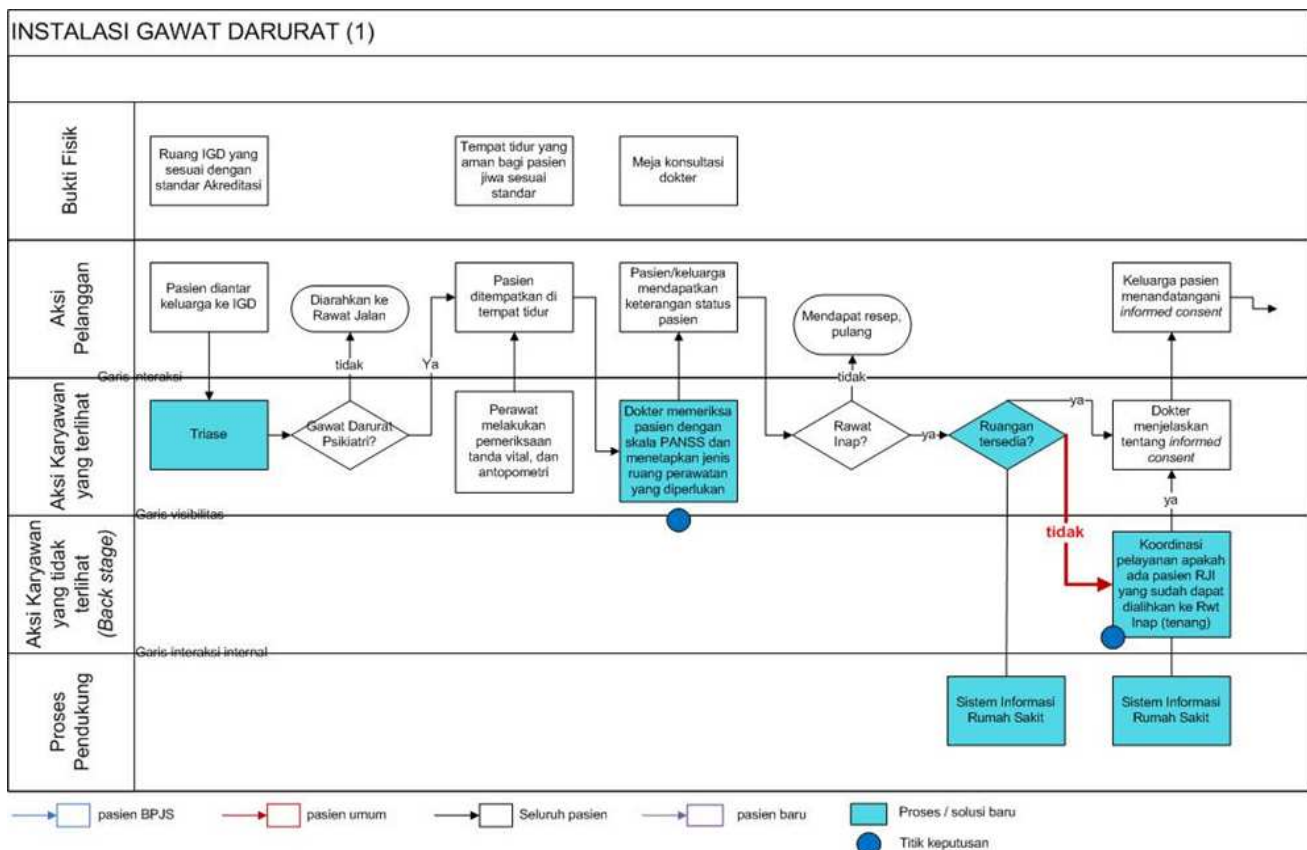 INSTALASI GAWAT DARURAT (1)
Bukti Fisik
Ruang IGD yang
sesuai dengan
standar Akreditasi
Tempat tidur yang
aman bagi pasien
jiwa sesuai
standar
Meja konsultasi
dokter
Aksi
Pelanggan
Pasien diantar
keluarga ke IGD
Diarahkan ke
Rawat Jalan
Pasien
ditempatkan di
tempat tidur
Pasien/keluarga
mendapatkan
keterangan status
pasien
Mendapat resep,
pulang
Keluarga pasien
menandatangani
informed consent
tidak
Ya
tidak
Garis interaksi
Aksi Karyawan
yang terlihat
Triase
Gawat Darurat
Psikiatri?
Perawat
melakukan
pemeriksaan
tanda vital, dan
antopometri
Dokter memeriksa
pasien dengan
skala PANSS dan
menetapkan jenis
ruang perawatan
yang diperlukan
Rawat
Inap?
ya
Ruangan
tersedia?
ya
Dokter
menjelaskan
tentang informed
consent
ya
Garis visibilitas
tidak
Aksi Karyawan
yang tidak
terlihat
(Back stage)
Koordinasi
pelayanan apakah
ada pasien RJI
yang sudah dapat
dialihkan ke Rwt
Inap (tenang)
Garis interaksi internal
Proses
Pendukung
Sistem Informasi
Rumah Sakit
Sistem Informasi
Rumah Sakit
pasien BPJS
pasien umum
Seluruh pasien
pasien baru
Proses / solusi baru
Titik keputusan